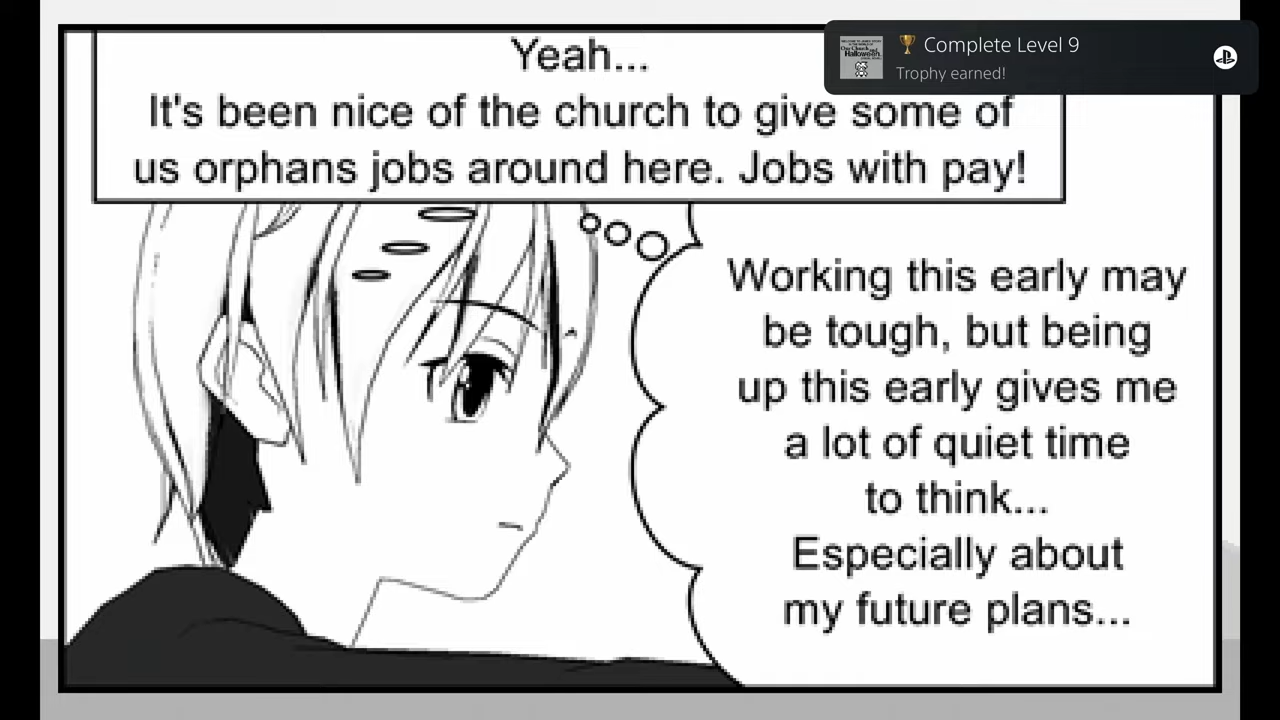 Yeah...
It's been nice of the church to give some of
us orphans jobs around here. Jobs with pay!
Complete Level 9
Trophy earned!
Working this early may
be tough, but being
up this early gives me
a lot of quiet time
to think...
Especially about
my future plans...